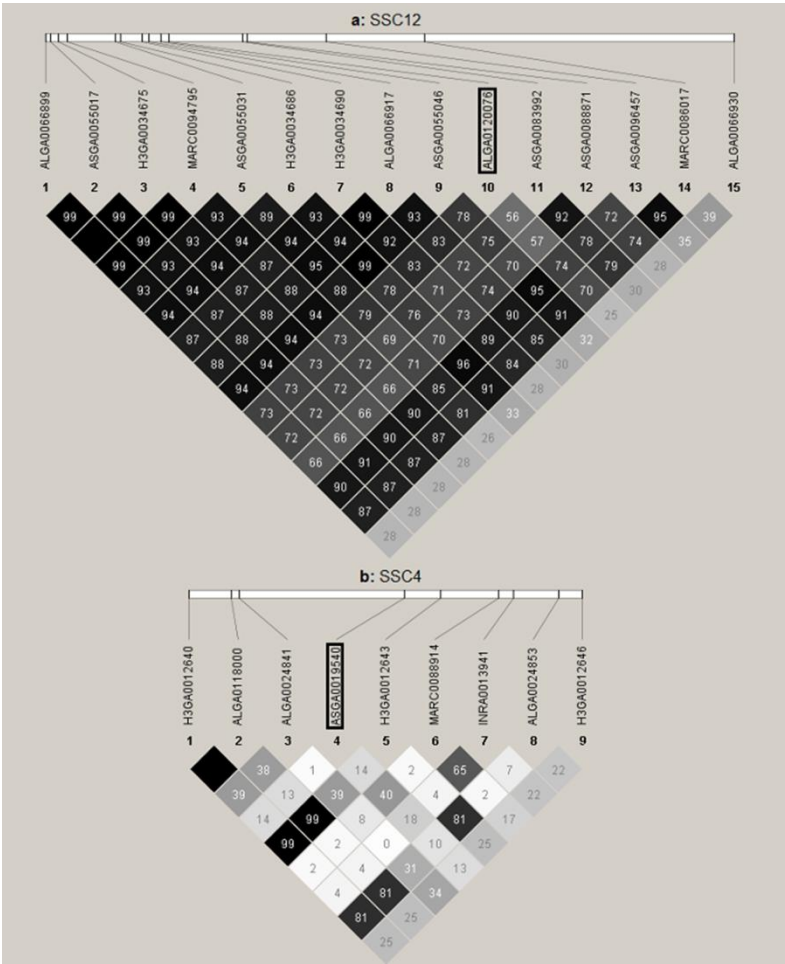 a: SSC12
ALGA0066899
ASGA0055017
H3GA0034675
MARC0094795
ASGA0055031
H3GA0034686
H3GA0034690
ALGA0066917
ASGA0055046
ALGA0120076
ASGA0083992
ASGA0088871
ASGA0096457
MARC0086017
ALGA0066930
1 2 3 4 5 6 7 8 9 10 11 12 13 14 15
99 99 99 93 89 93 99 93 78 56 92 72 95 39
99 93 94 94 94 92 83 75 57 78 74 35
99 93 94 87 95 99 83 72 70 74 79 28
93 94 87 88 88 78 71 74 95 70 30
94 87 88 94 79 76 73 90 91 25
87 88 94 73 69 70 89 85 32
88 94 73 72 71 96 84 30
94 73 72 66 85 91 28
73 72 66 90 81 33
72 66 90 87 26
66 91 87 28
90 87 28
87 28
28
b: SSC4
H3GA0012640
ALGA0118000
ALGA0024841
ASGA0019540
H3GA0012643
MARC0088914
INRA0013941
ALGA0024853
H3GA0012646
1 2 3 4 5 6 7 8 9
38 1 14 2 65 7 22
39 13 39 40 4 2 22
14 99 8 18 81 17
99 2 0 10 25
2 4 31 13
4 81 34
81 25
25